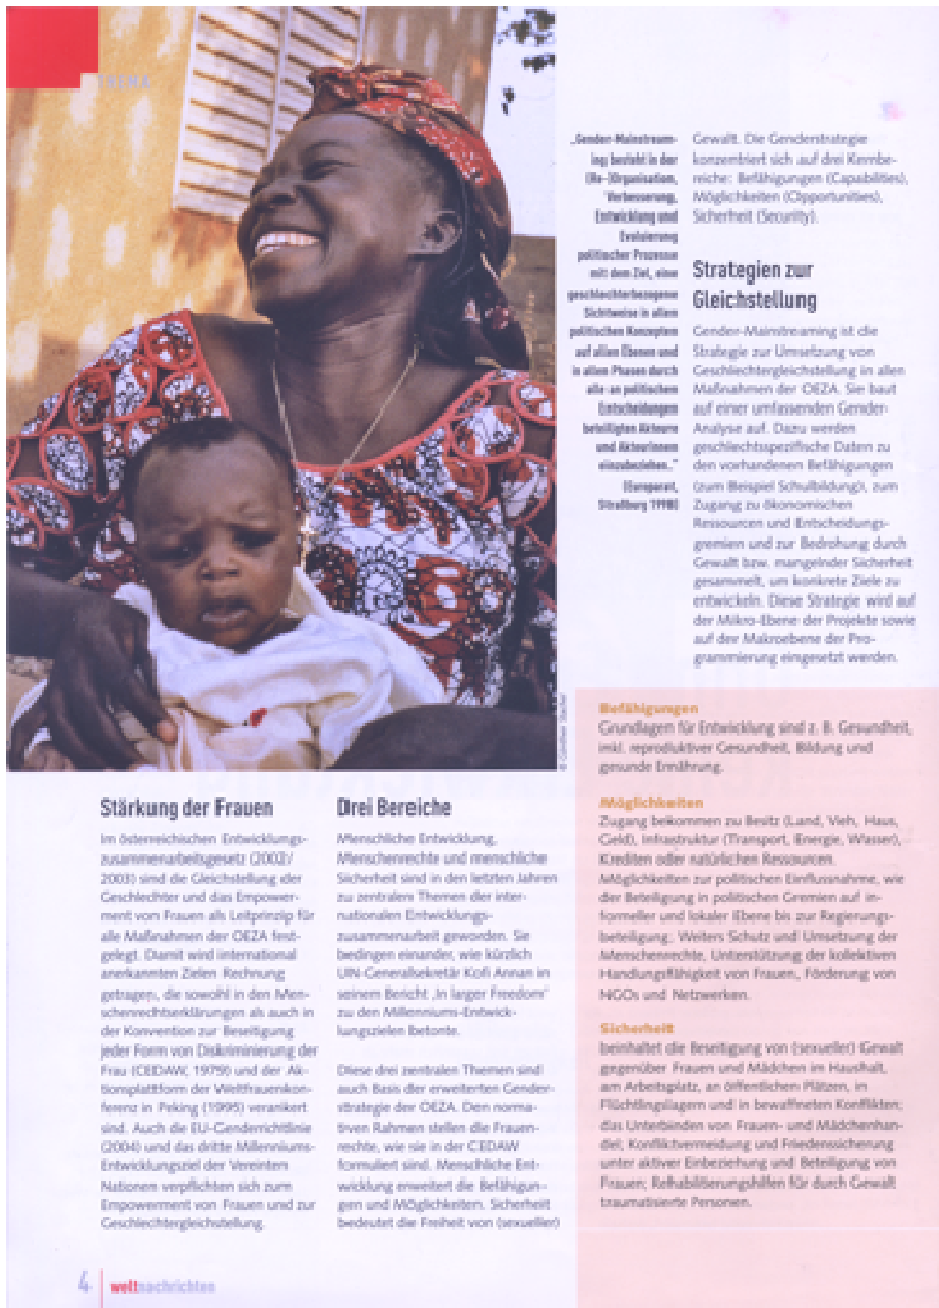 THEMA
„Gender-Mainstream-
ing besteht in der
(Re-)Organisation,
Verbesserung,
Entwicklung und
Evaluierung
politischer Prozesse
mit dem Ziel, eine
geschlechterbezogene
Sichtweise in allen
politischen Konzepten
auf allen Ebenen und
in allen Phasen durch
alle an politischen
Entscheidungen
beteiligten Akteure
und Akteurinnen
einzubeziehen."
(Europarat,
Straßburg 1998)
Gewalt. Die Genderstrategie
konzentriert sich auf drei Kernbe-
reiche: Befähigungen (Capabilities),
Möglichkeiten (Opportunities),
Sicherheit (Security).
Strategien zur
Gleichstellung
Gender-Mainstreaming ist die
Strategie zur Umsetzung von
Geschlechtergleichstellung in allen
Maßnahmen der OEZA. Sie baut
auf einer umfassenden Gender-
Analyse auf. Dazu werden
geschlechtsspezifische Daten zu
den vorhandenen Befähigungen
(zum Beispiel Schulbildung), zum
Zugang zu ökonomischen
Ressourcen und Entscheidungs-
gremien und zur Bedrohung durch
Gewalt bzw. mangelnder Sicherheit
gesammelt, um konkrete Ziele zu
entwickeln. Diese Strategie wird auf
der Mikro-Ebene der Projekte sowie
auf der Makroebene der Pro-
grammierung eingesetzt werden.
Stärkung der Frauen
Im österreichischen Entwicklungs-
zusammenarbeitsgesetz (2002/
2003) sind die Gleichstellung der
Geschlechter und das Empower-
ment von Frauen als Leitprinzip für
alle Maßnahmen der OEZA fest-
gelegt. Damit wird international
anerkannten Zielen Rechnung
getragen, die sowohl in den Men-
schenrechtserklärungen als auch in
der Konvention zur Beseitigung
jeder Form von Diskriminierung der
Frau (CEDAW, 1979) und der Ak-
tionsplattform der Weltfrauenkon-
ferenz in Peking (1995) verankert
sind. Auch die EU-Genderrichtlinie
(2004) und das dritte Millenniums-
Entwicklungsziel der Vereinten
Nationen verpflichten sich zum
Empowerment von Frauen und zur
Geschlechtergleichstellung.
Drei Bereiche
Menschliche Entwicklung,
Menschenrechte und menschliche
Sicherheit sind in den letzten Jahren
zu zentralen Themen der inter-
nationalen Entwicklungs-
zusammenarbeit geworden. Sie
bedingen einander, wie kürzlich
UN-Generalsekretär Kofi Annan in
seinem Bericht „In larger Freedom"
zu den Millenniums-Entwick-
lungszielen betonte.
Diese drei zentralen Themen sind
auch Basis der erweiterten Gender-
strategie der OEZA. Den norma-
tiven Rahmen stellen die Frauen-
rechte, wie sie in der CEDAW
formuliert sind. Menschliche Ent-
wicklung erweitert die Befähigun-
gen und Möglichkeiten. Sicherheit
bedeutet die Freiheit von (sexueller)
Befähigungen
Grundlagen für Entwicklung sind z. B. Gesundheit,
inkl. reproduktiver Gesundheit, Bildung und
gesunde Ernährung.
Möglichkeiten
Zugang bekommen zu Besitz (Land, Vieh, Haus,
Geld), Infrastruktur (Transport, Energie, Wasser),
Krediten oder natürlichen Ressourcen.
Möglichkeiten zur politischen Einflussnahme, wie
der Beteiligung in politischen Gremien auf in-
formeller und lokaler Ebene bis zur Regierungs-
beteiligung. Weiters Schutz und Umsetzung der
Menschenrechte, Unterstützung der kollektiven
Handlungsfähigkeit von Frauen, Förderung von
NGOs und Netzwerken.
Sicherheit
beinhaltet die Beseitigung von (sexueller) Gewalt
gegenüber Frauen und Mädchen im Haushalt,
am Arbeitsplatz, an öffentlichen Plätzen, in
Flüchtlingslagern und in bewaffneten Konflikten;
das Unterbinden von Frauen- und Mädchenhan-
del; Konfliktvermeidung und Friedenssicherung
unter aktiver Einbeziehung und Beteiligung von
Frauen; Rehabilitierungshilfen für durch Gewalt
traumatisierte Personen.
4
weltnachrichten